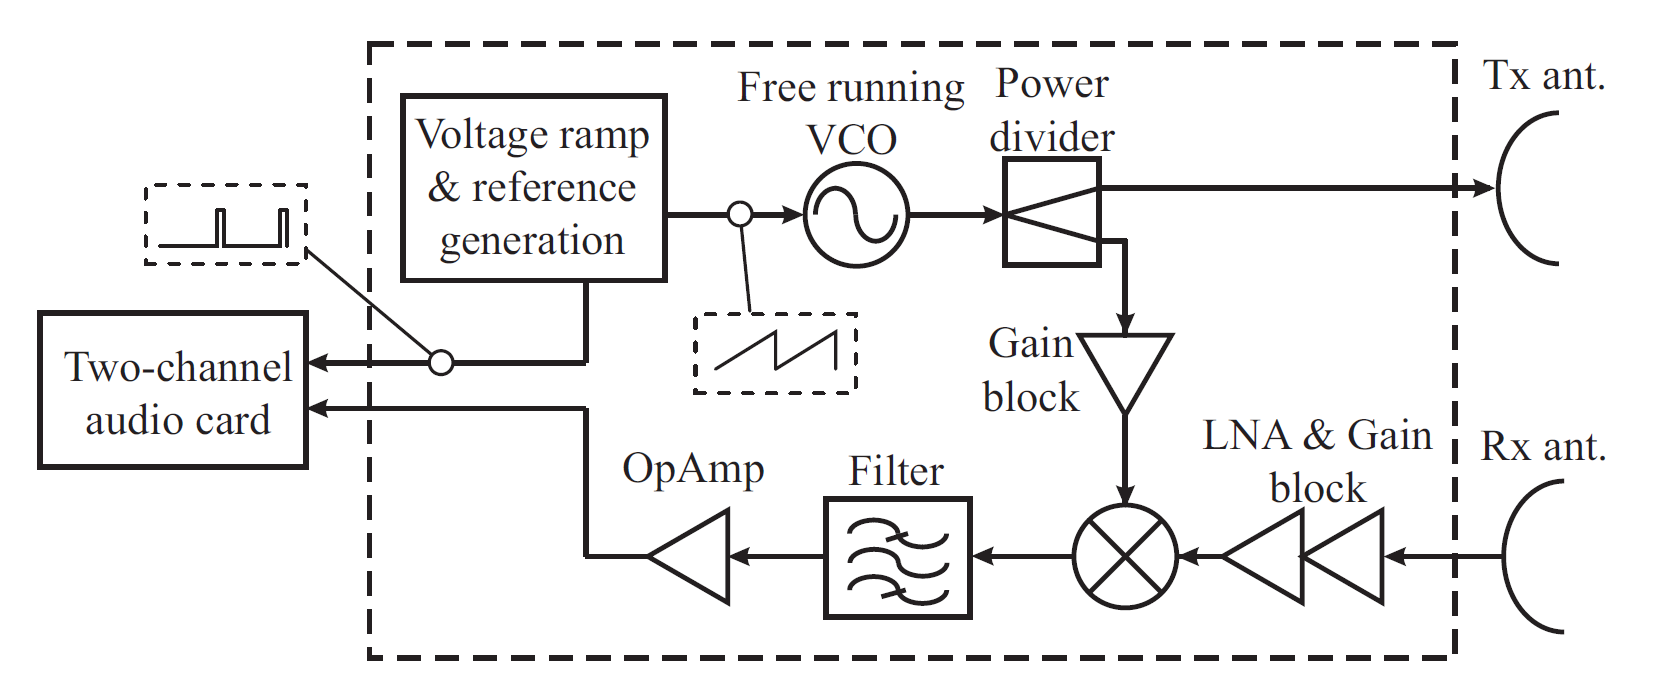 Free running
VCO
Power
divider
Tx ant.
Voltage ramp
& reference
generation
Two-channel
audio card
Gain
block
LNA & Gain
block
Rx ant.
OpAmp
Filter